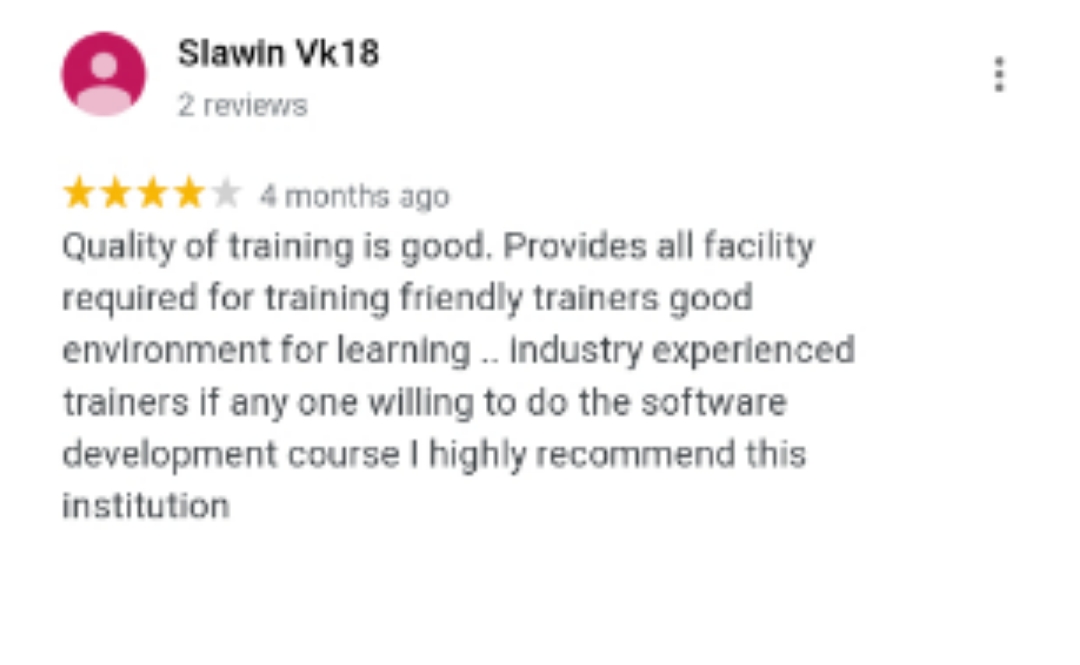 Slawin Vk18
2 reviews
4 months ago
Quality of training is good. Provides all facility
required for training friendly trainers good
environment for learning .. industry experienced
trainers if any one willing to do the software
development course I highly recommend this
institution